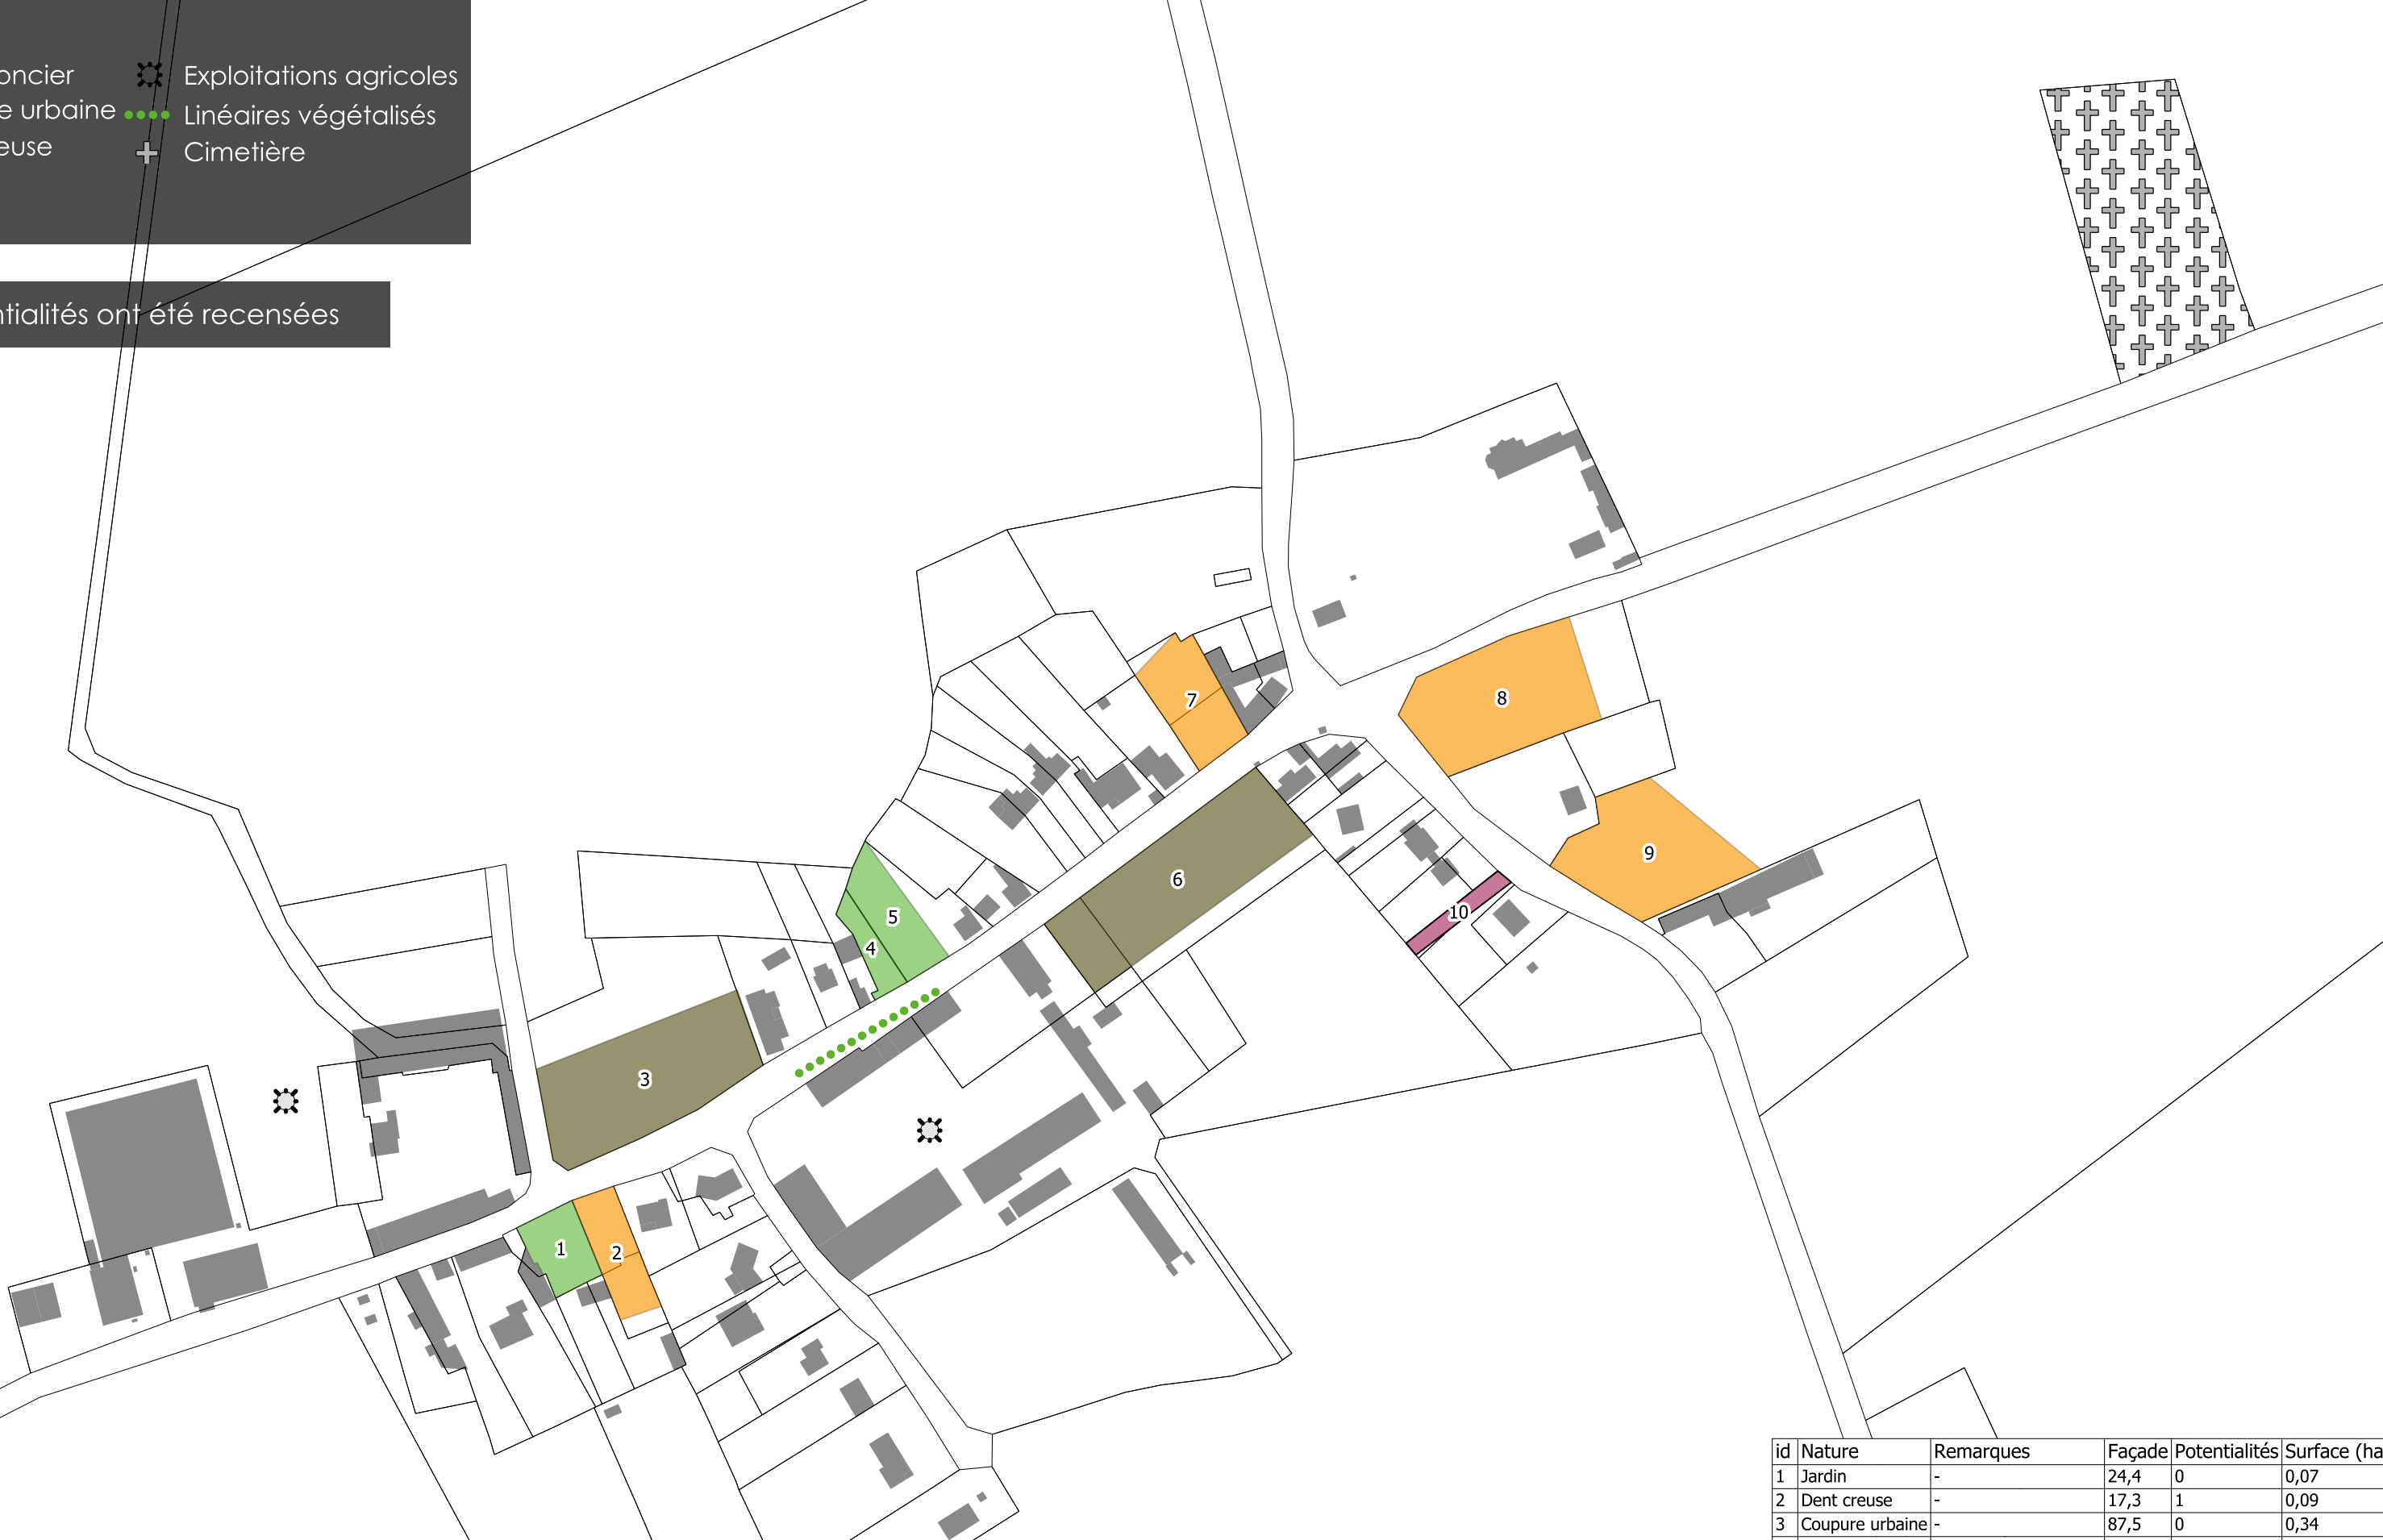 oncier
Exploitations agricoles
e urbaine
Linéaires végétalisés
euse
Cimetière
ntialités ont été recensées
7
8
9
6
5
10
4
3
1
2
id Nature Remarques Façade Potentialités Surface (ha
1 Jardin - 24,4 0 0,07
2 Dent creuse - 17,3 1 0,09
3 Coupure urbaine - 87,5 0 0,34